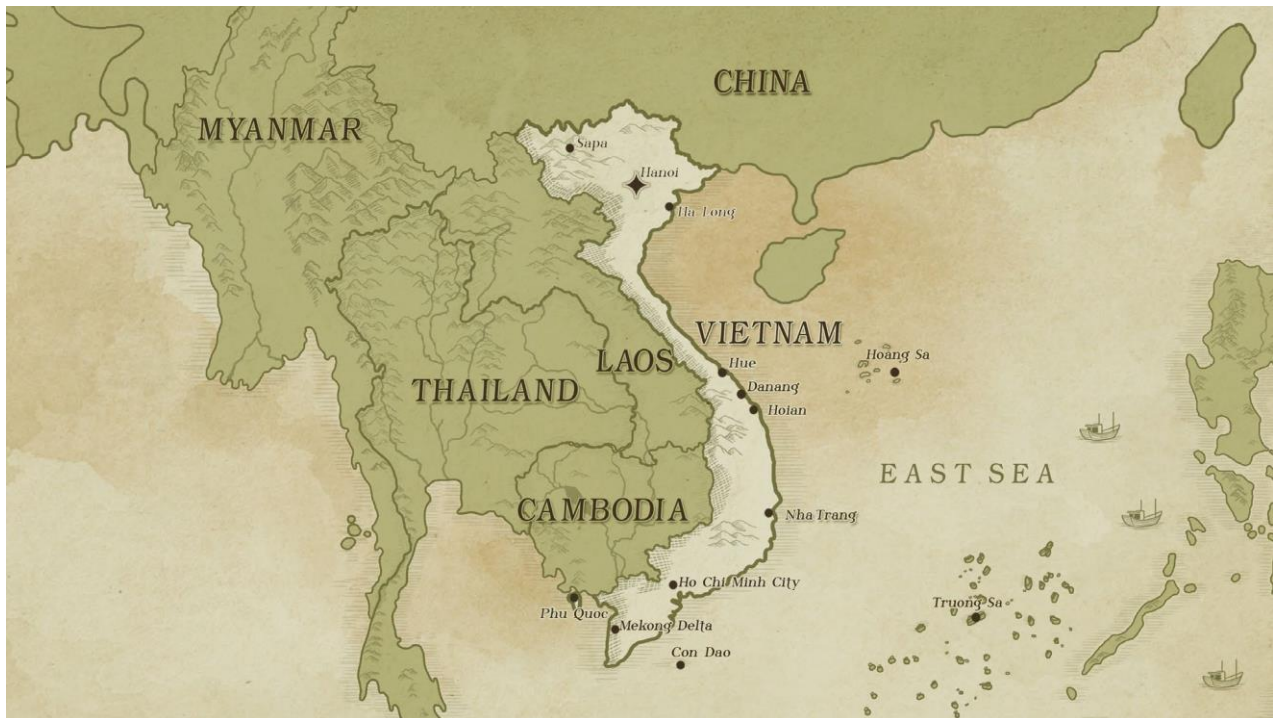 CHINA
MYANMAR
Sapa
Hanoi
Ha Long
VIETNAM
Hoang Sa
LAOS
Hue
THAILAND
Danang
Hoian
EAST SEA
CAMBODIA
Nha Trang
Ho Chi Minh City
Truong Sa
Phu Quoc
Mekong Delta
Con Dao